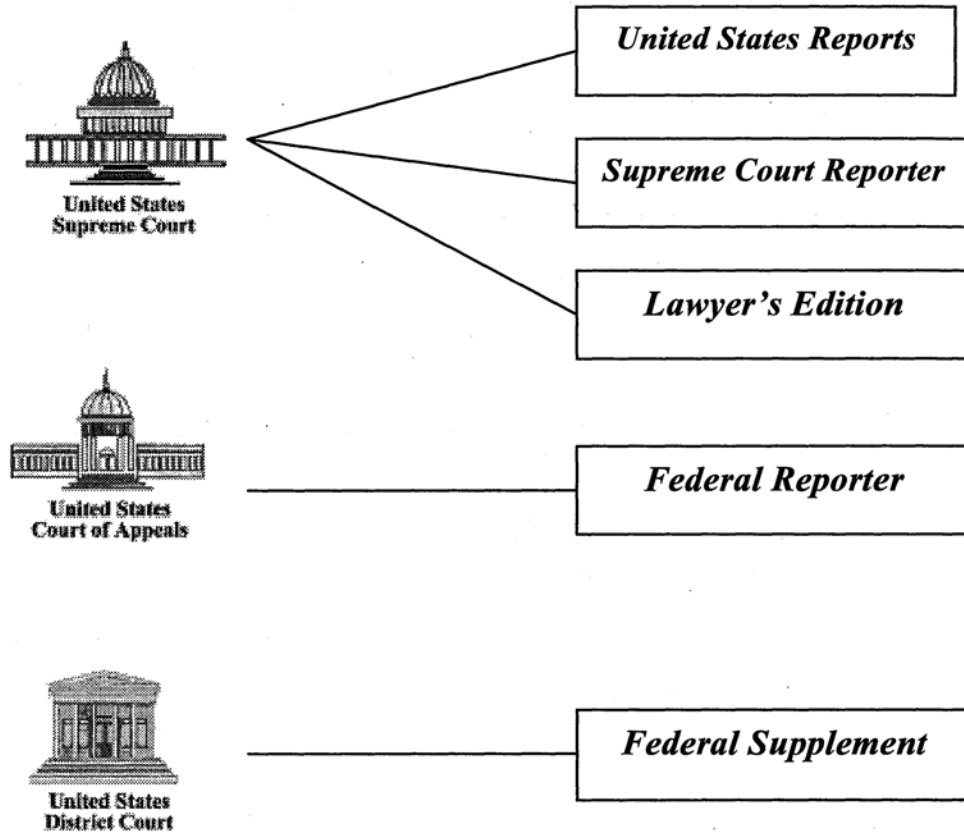 United States Reports
United States
Supreme Court
Supreme Court Reporter
Lawyer's Edition
United States
Court of Appeals
Federal Reporter
United States
District Court
Federal Supplement